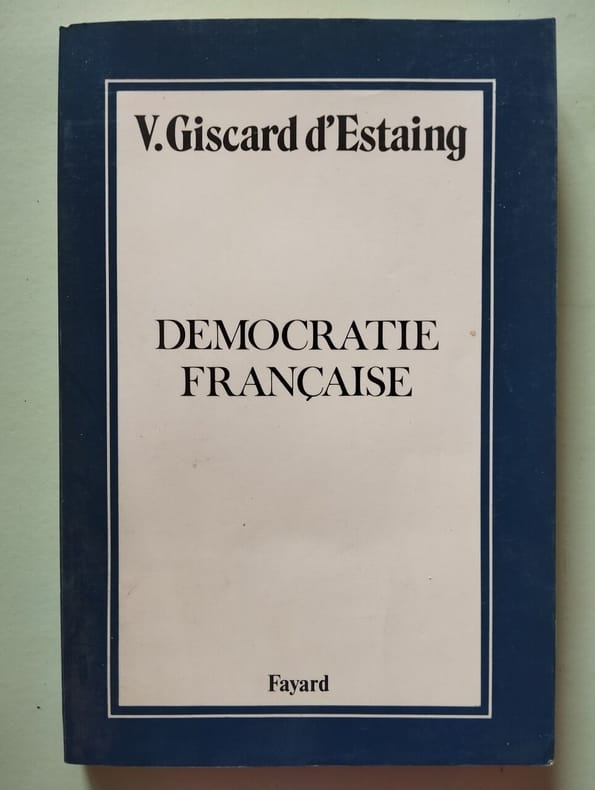 V. Giscard d'Estaing
DEMOCRATIE
FRANÇAISE
Fayard